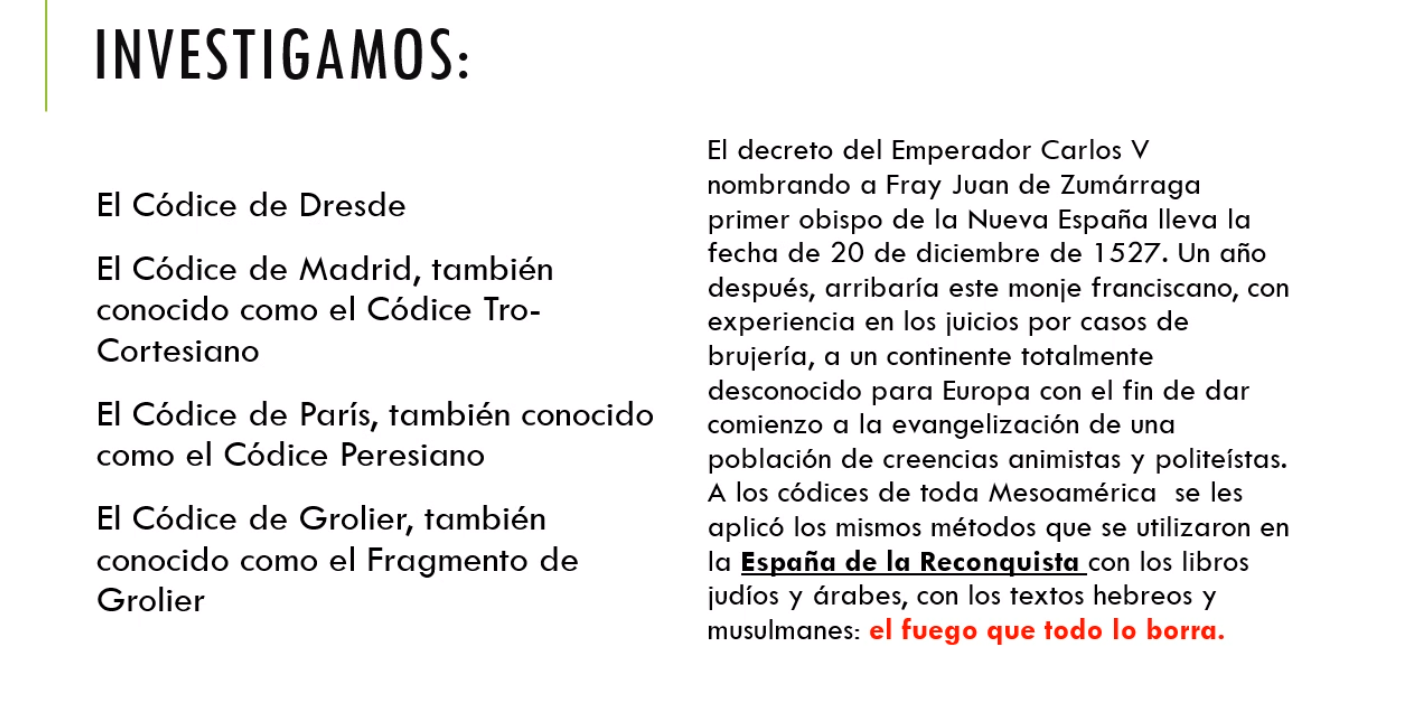 INVESTIGAMOS:
El Códice de Dresde
El Códice de Madrid, también
conocido como el Códice Tro-
Cortesiano
El Códice de París, también conocido
como el Códice Peresiano
El Códice de Grolier, también
conocido como el Fragmento de
Grolier
El decreto del Emperador Carlos V
nombrando a Fray Juan de Zumárraga
primer obispo de la Nueva España lleva la
fecha de 20 de diciembre de 1527. Un año
después, arribaría este monje franciscano, con
experiencia en los juicios por casos de
brujería, a un continente totalmente
desconocido para Europa con el fin de dar
comienzo a la evangelización de una
población de creencias animistas y politeístas.
A los códices de toda Mesoamérica  se les
aplicó los mismos métodos que se utilizaron en
la España de la Reconquista con los libros
judíos y árabes, con los textos hebreos y
musulmanes: el fuego que todo lo borra.